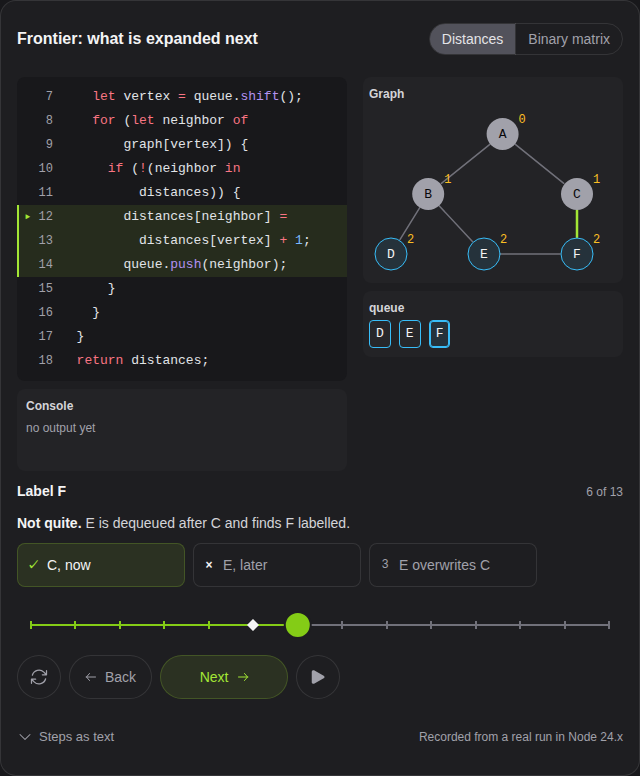 Frontier: what is expanded next
Distances Binary matrix
7 let vertex = queue.shift();
8 for (let neighbor of
9 graph[vertex]) {
10 if (!(neighbor in
11 distances)) {
▸ 12 distances[neighbor] =
13 distances[vertex] + 1;
14 queue.push(neighbor);
15 }
16 }
17 }
18 return distances;
Graph
A 0
B 1 C 1
D 2 E 2 F 2
queue
D E F
Console
no output yet
Label F 6 of 13
Not quite. E is dequeued after C and finds F labelled.
✓ C, now × E, later 3 E overwrites C
← Back Next →
Steps as text Recorded from a real run in Node 24.x